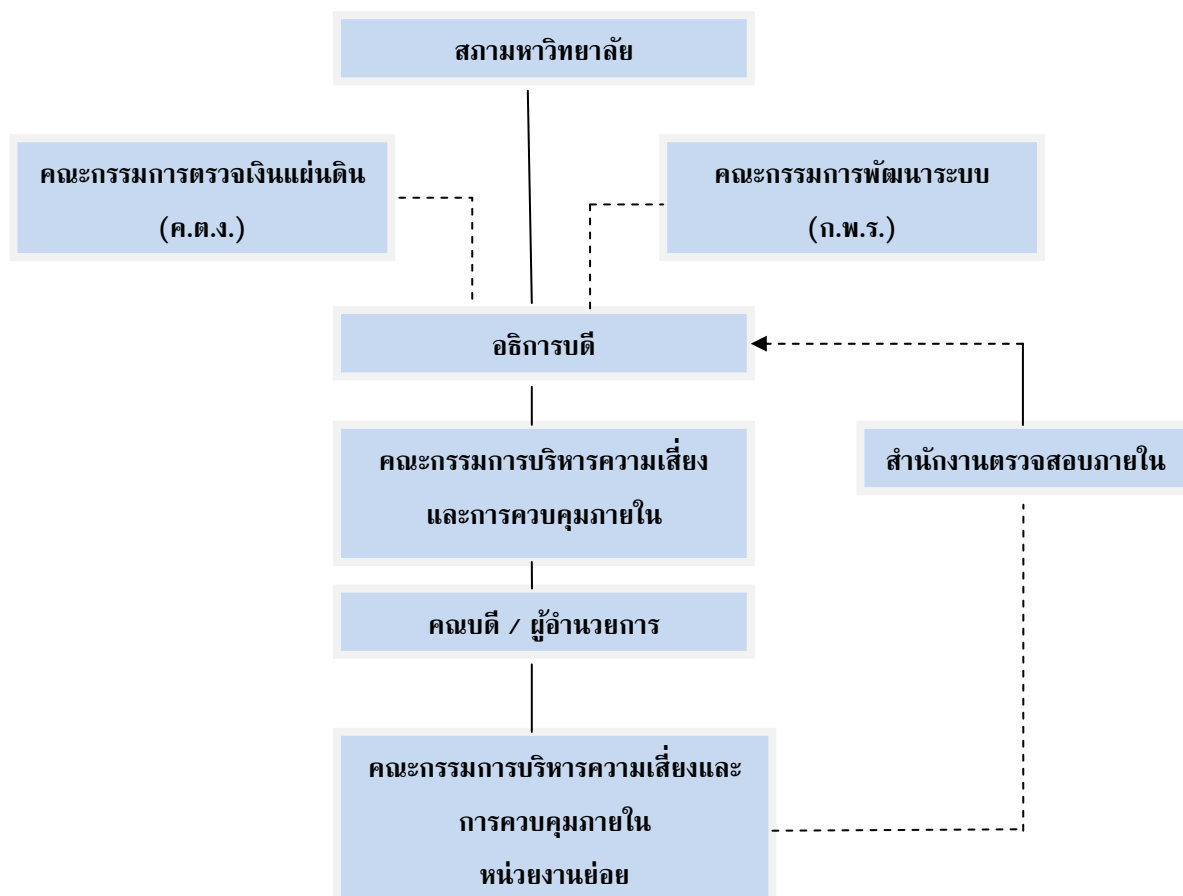 สภามหาวิทยาลัย
คณะกรรมการตรวจเงินแผ่นดิน
(ค.ต.ง.)
คณะกรรมการพัฒนาระบบ
(ก.พ.ร.)
อธิการบดี
คณะกรรมการบริหารความเสี่ยง
และการควบคุมภายใน
สำนักงานตรวจสอบภายใน
คณบดี / ผู้อำนวยการ
คณะกรรมการบริหารความเสี่ยงและ
การควบคุมภายใน
หน่วยงานย่อย